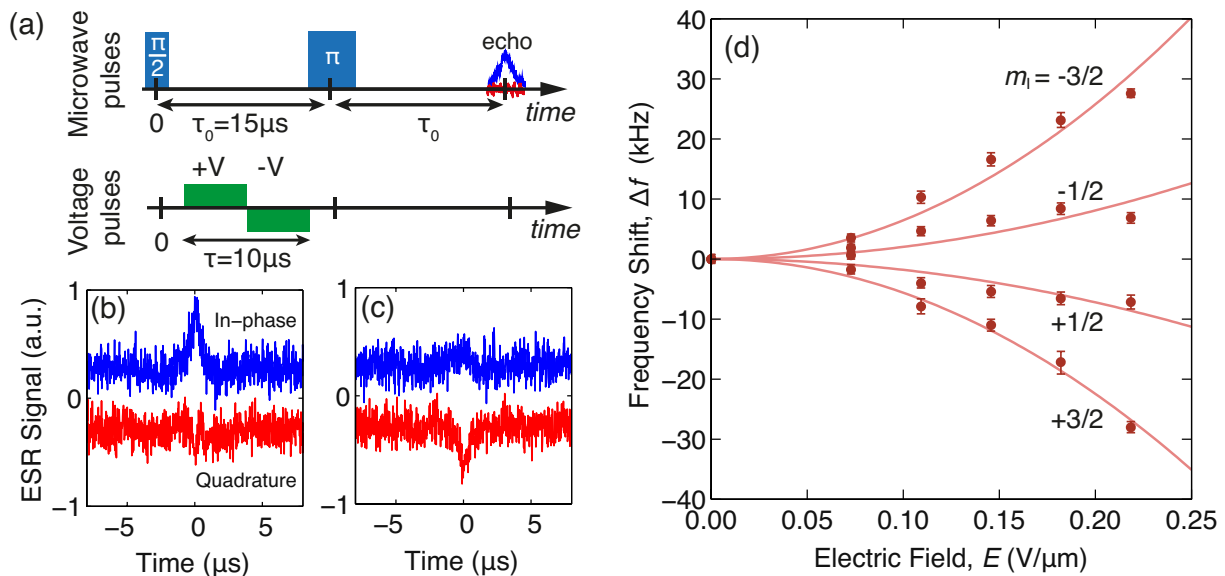 (a)
Microwave
pulses
π
2
π
echo
time
0
τ₀=15μs
τ₀
Voltage
pulses
+V
-V
time
0
τ=10μs
(b)
In-phase
Quadrature
ESR Signal (a.u.)
1
0
−1
−5
0
5
Time (μs)
(c)
1
0
−1
−5
0
5
Time (μs)
(d)
mI = -3/2
-1/2
+1/2
+3/2
Frequency Shift, Δf (kHz)
40
30
20
10
0
−10
−20
−30
−40
0.00
0.05
0.10
0.15
0.20
0.25
Electric Field, E (V/μm)